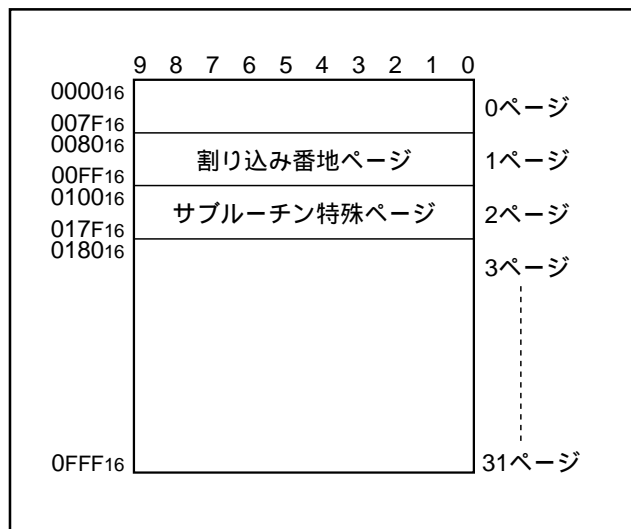 9 8 7 6 5 4 3 2 1 0
0000₁₆
0ページ
007F₁₆
0080₁₆
割り込み番地ページ
1ページ
00FF₁₆
0100₁₆
サブルーチン特殊ページ
2ページ
017F₁₆
0180₁₆
3ページ
0FFF₁₆
31ページ